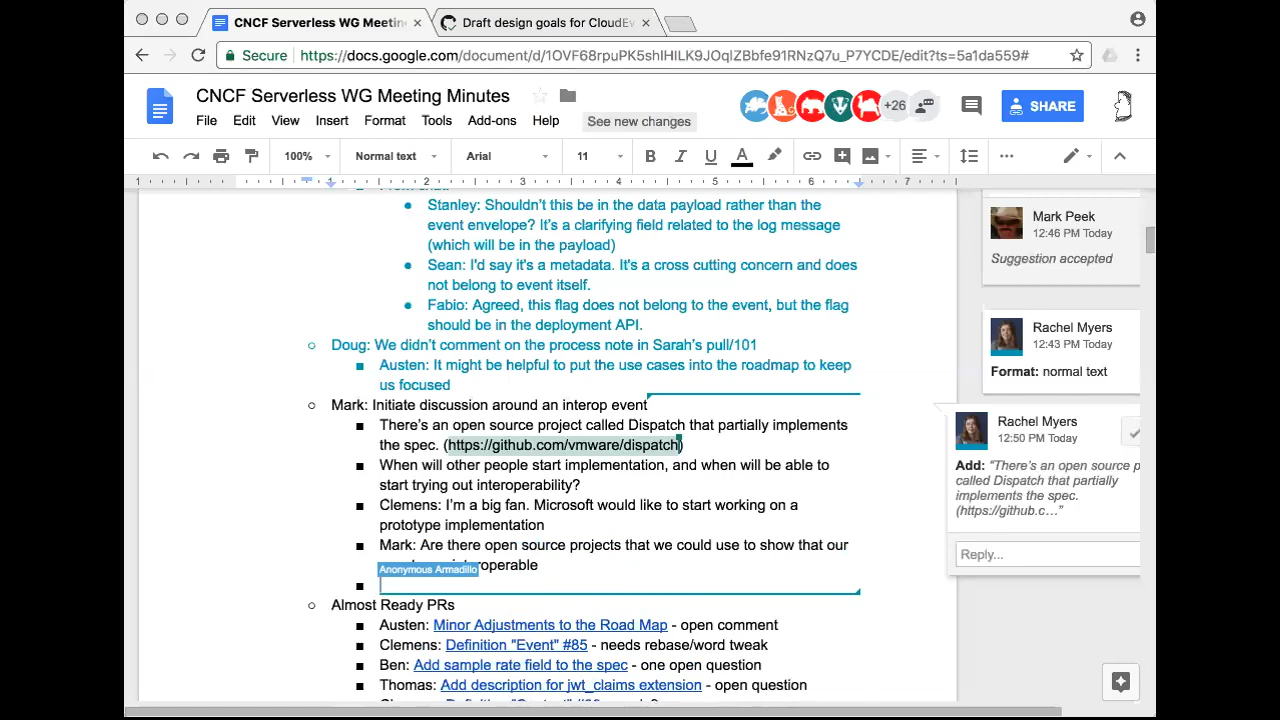 CNCF Serverless WG Meetin
Draft design goals for CloudEv
Secure
https://docs.google.com/document/d/1OVF68rpuPK5shIHILK9JOqlZBbfe91RNzQ7u_P7YCDE/edit?ts=5a1da559#
CNCF Serverless WG Meeting Minutes
+26
SHARE
File Edit View Insert Format Tools Add-ons Help See new changes
100% Normal text Arial 11 B I U A
1 1 2 3 4 5 6 7
Stanley: Shouldn't this be in the data payload rather than the
event envelope? It's a clarifying field related to the log message
(which will be in the payload)
Sean: I'd say it's a metadata. It's a cross cutting concern and does
not belong to event itself.
Fabio: Agreed, this flag does not belong to the event, but the flag
should be in the deployment API.
Doug: We didn't comment on the process note in Sarah's pull/101
Austen: It might be helpful to put the use cases into the roadmap to keep
us focused
Mark: Initiate discussion around an interop event
There's an open source project called Dispatch that partially implements
the spec. (https://github.com/vmware/dispatch)
When will other people start implementation, and when will be able to
start trying out interoperability?
Clemens: I'm a big fan. Microsoft would like to start working on a
prototype implementation
Mark: Are there open source projects that we could use to show that our
operable
Anonymous Armadillo
Almost Ready PRs
Austen: Minor Adjustments to the Road Map - open comment
Clemens: Definition "Event" #85 - needs rebase/word tweak
Ben: Add sample rate field to the spec - one open question
Thomas: Add description for jwt_claims extension - open question
Mark Peek
12:46 PM Today
Suggestion accepted
Rachel Myers
12:43 PM Today
Format: normal text
Rachel Myers
12:50 PM Today
Add: "There's an open source p
called Dispatch that partially
implements the spec.
(https://github.c…"
Reply...